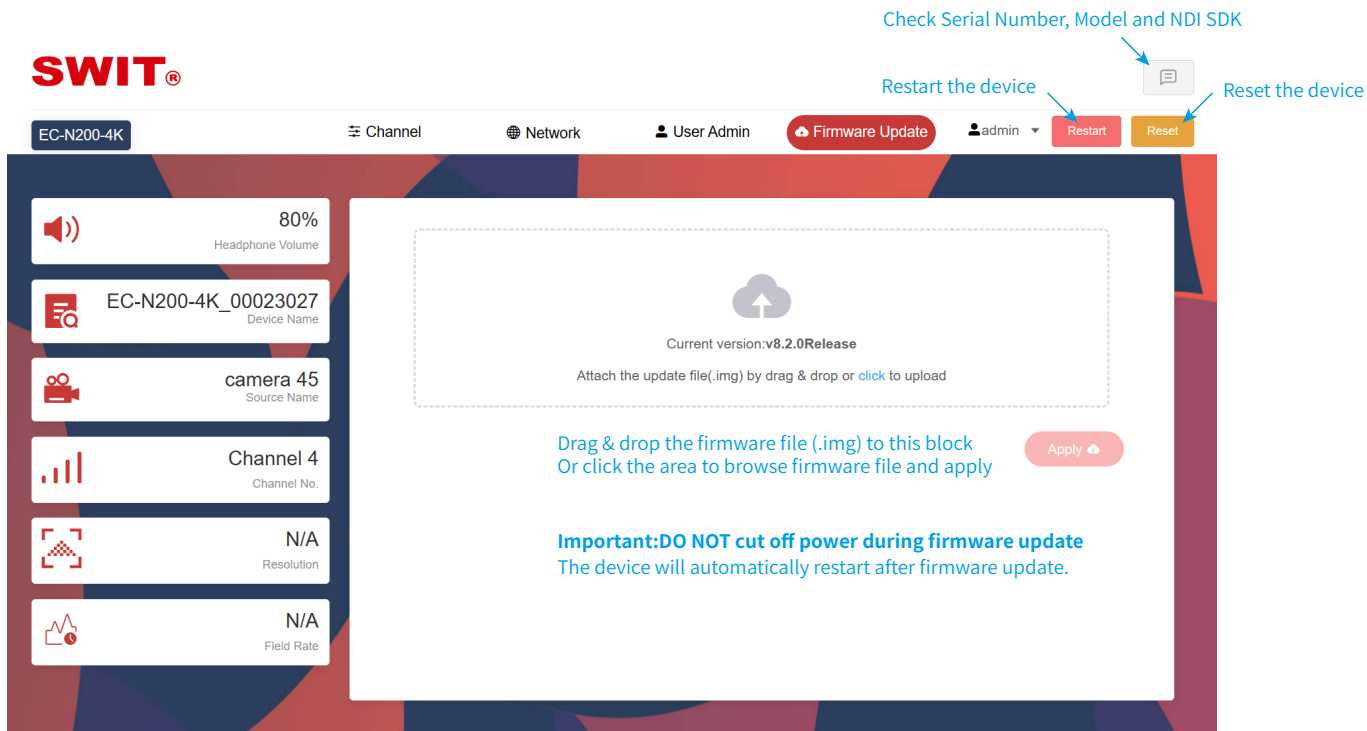 Check Serial Number, Model and NDI SDK
SWIT®
Restart the device
Reset the device
EC-N200-4K
Channel
Network
User Admin
Firmware Update
admin
Restart
Reset
80%
Headphone Volume
EC-N200-4K_00023027
Device Name
camera 45
Source Name
Channel 4
Channel No.
N/A
Resolution
N/A
Field Rate
Current version:v8.2.0Release
Attach the update file(.img) by drag & drop or click to upload
Drag & drop the firmware file (.img) to this block
Or click the area to browse firmware file and apply
Apply
Important:DO NOT cut off power during firmware update
The device will automatically restart after firmware update.